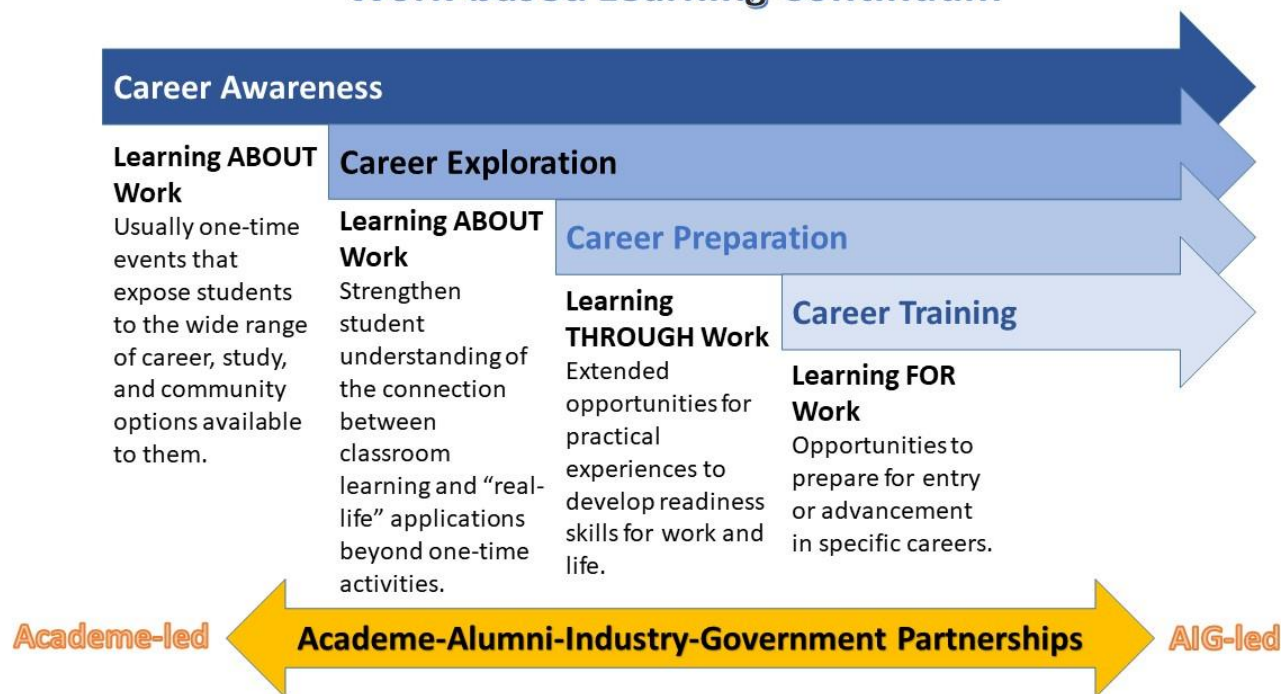 Work-based Learning Continuum
Career Awareness
Learning ABOUT
Work
Usually one-time
events that
expose students
to the wide range
of career, study,
and community
options available
to them.
Career Exploration
Learning ABOUT
Work
Strengthen
student
understanding of
the connection
between
classroom
learning and “real-
life” applications
beyond one-time
activities.
Career Preparation
Learning
THROUGH Work
Extended
opportunities for
practical
experiences to
develop readiness
skills for work and
life.
Career Training
Learning FOR
Work
Opportunities to
prepare for entry
or advancement
in specific careers.
Academe-led
Academe-Alumni-Industry-Government Partnerships
AIG-led